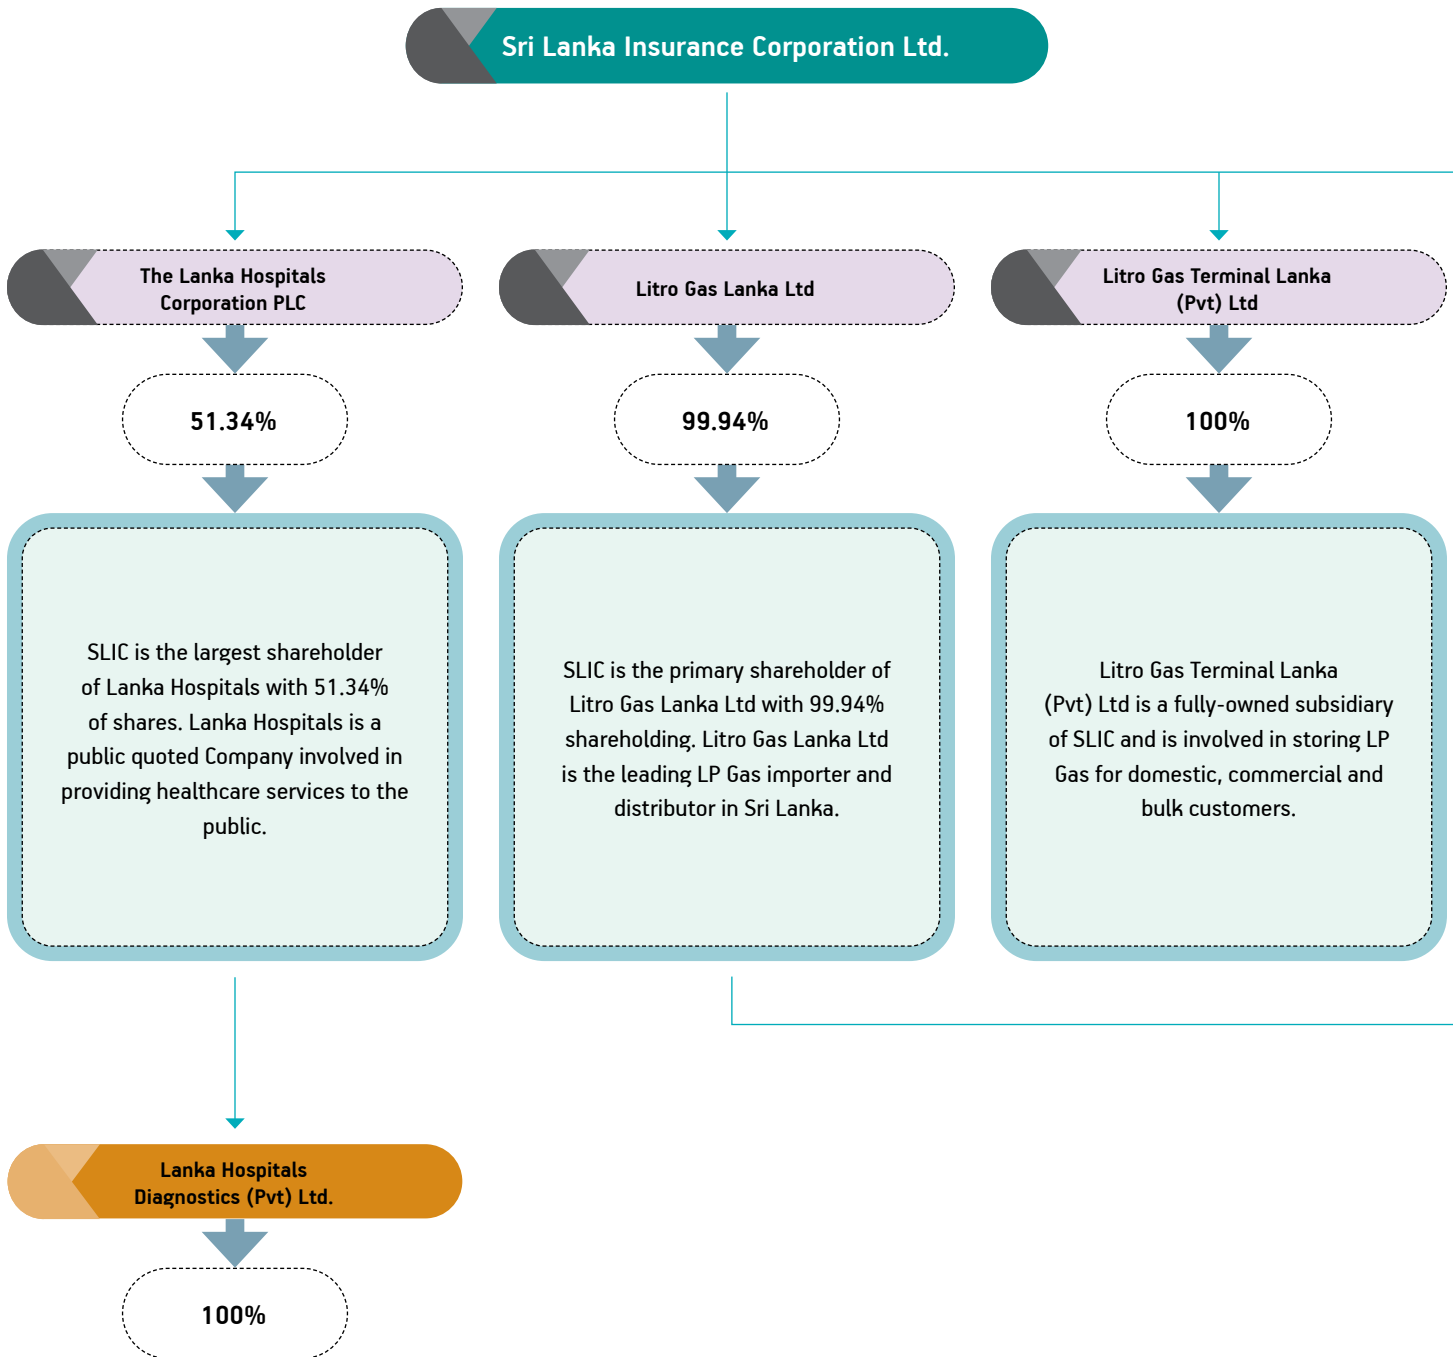 Sri Lanka Insurance Corporation Ltd.
The Lanka Hospitals
Corporation PLC
51.34%
SLIC is the largest shareholder
of Lanka Hospitals with 51.34%
of shares. Lanka Hospitals is a
public quoted Company involved in
providing healthcare services to the
public.
Litro Gas Lanka Ltd
99.94%
SLIC is the primary shareholder of
Litro Gas Lanka Ltd with 99.94%
shareholding. Litro Gas Lanka Ltd
is the leading LP Gas importer and
distributor in Sri Lanka.
Litro Gas Terminal Lanka
(Pvt) Ltd
100%
Litro Gas Terminal Lanka
(Pvt) Ltd is a fully-owned subsidiary
of SLIC and is involved in storing LP
Gas for domestic, commercial and
bulk customers.
Lanka Hospitals
Diagnostics (Pvt) Ltd.
100%